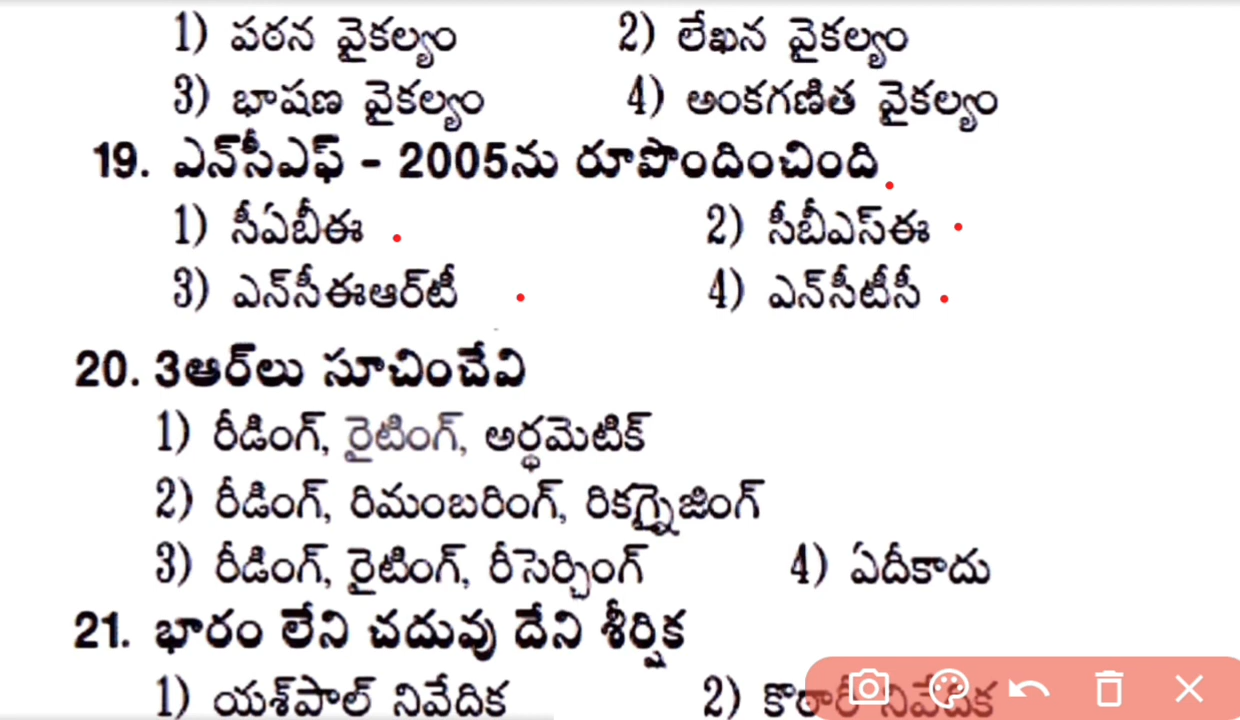 1) పఠన వైకల్యం 2) లేఖన వైకల్యం
3) భాషణ వైకల్యం 4) అంకగణిత వైకల్యం
19. ఎన్‌సీఎఫ్ - 2005ను రూపొందించింది
1) సీఏబీఈ 2) సీబీఎస్ఈ
3) ఎన్‌సీఈఆర్‌టీ 4) ఎన్‌సీటీసీ
20. 3ఆర్‌లు సూచించేవి
1) రీడింగ్, రైటింగ్, అర్థమెటిక్
2) రీడింగ్, రిమంబరింగ్, రికగ్నైజింగ్
3) రీడింగ్, రైటింగ్, రీసెర్చింగ్ 4) ఏదీకాదు
21. భారం లేని చదువు దేని శీర్షిక
1) యశ్‌పాల్ నివేదిక 2) కొఠారీ నివేదిక